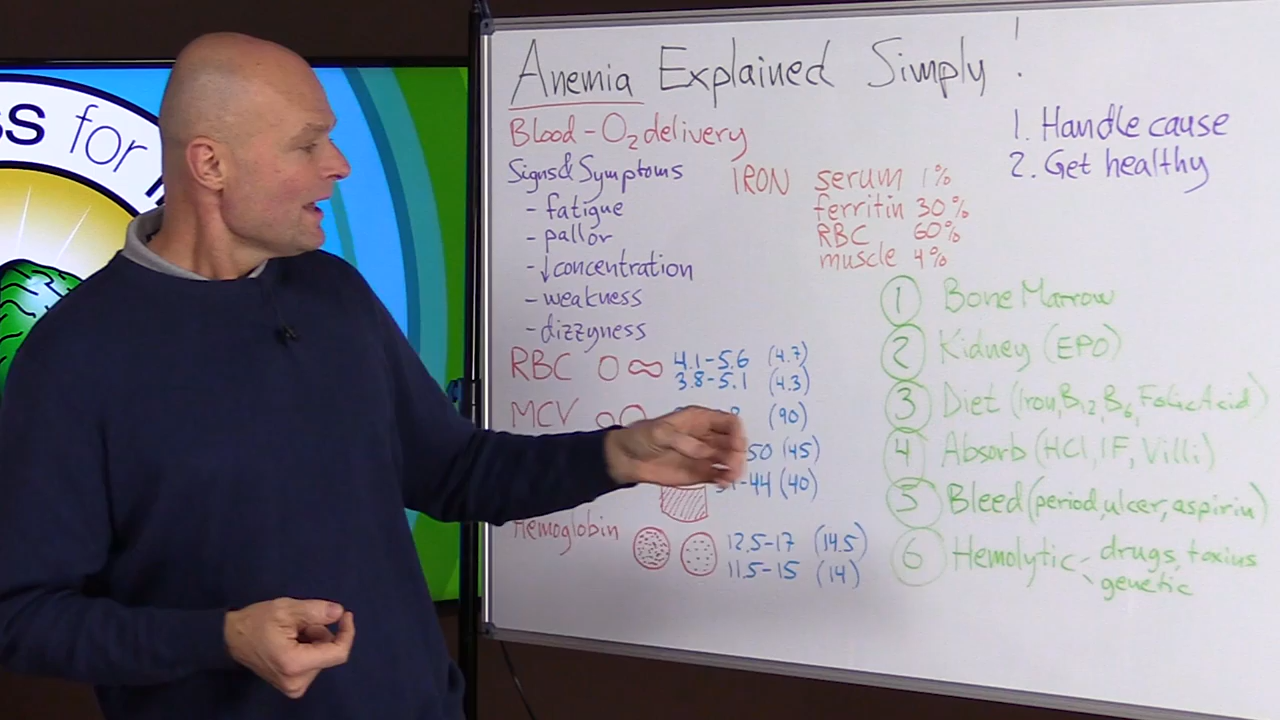 ss for
Anemia Explained Simply!
Blood - O₂ delivery
Signs & Symptoms
- fatigue
- pallor
- ↓concentration
- weakness
- dizzyness
IRON serum 1%
ferritin 30%
RBC 60%
muscle 4%
1. Handle cause
2. Get healthy
RBC 4.1-5.6 (4.7)
3.8-5.1 (4.3)
MCV (90)
50 (45)
-44 (40)
Hemoglobin 12.5-17 (14.5)
11.5-15 (14)
1 Bone Marrow
2 Kidney (EPO)
3 Diet (Iron, B12, B6, Folic Acid)
4 Absorb (HCl, IF, Villi)
5 Bleed (period, ulcer, aspirin)
6 Hemolytic - drugs, toxins
- genetic